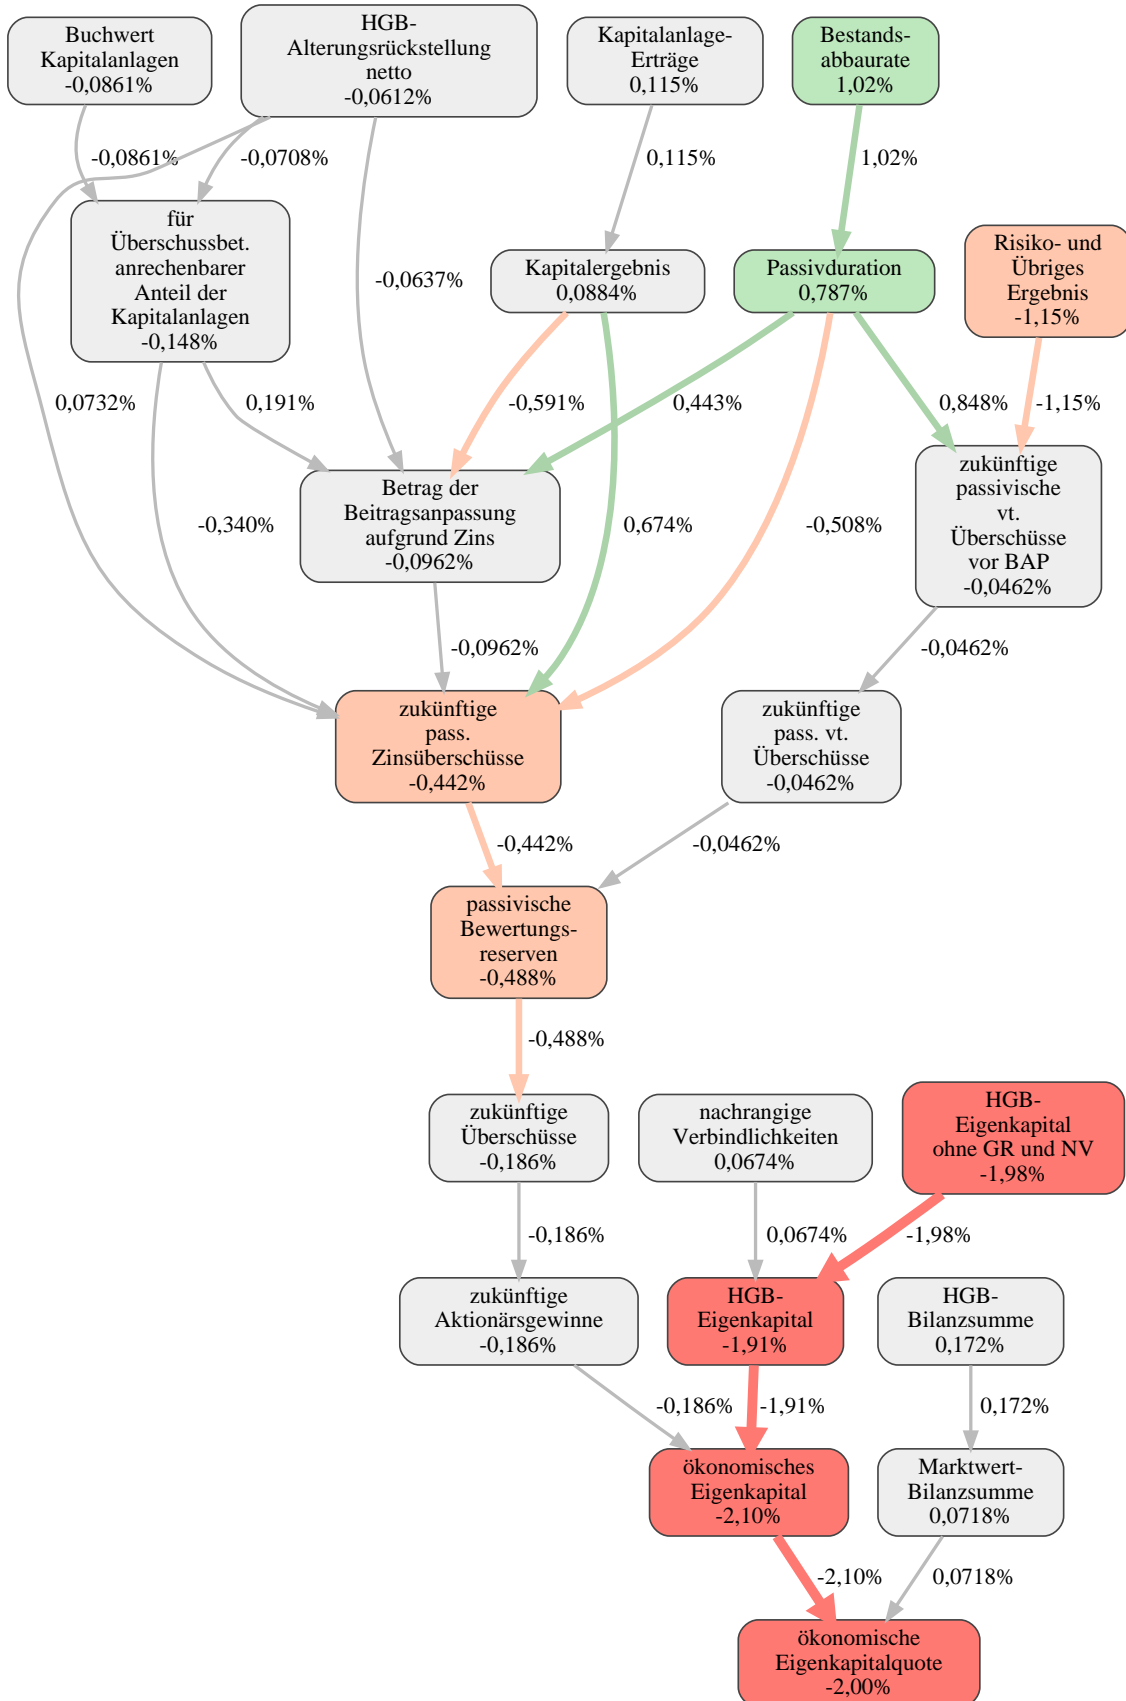 Buchwert
Kapitalanlagen
-0,0861%
HGB-
Alterungsrückstellung
netto
-0,0612%
Kapitalanlage-
Erträge
0,115%
Bestands-
abbaurate
1,02%
-0,0861%
-0,0708%
0,115%
1,02%
für
Überschussbet.
anrechenbarer
Anteil der
Kapitalanlagen
-0,148%
-0,0637%
Kapitalergebnis
0,0884%
Passivduration
0,787%
Risiko- und
Übriges
Ergebnis
-1,15%
0,0732%
0,191%
-0,591%
0,443%
0,848%
-1,15%
Betrag der
Beitragsanpassung
aufgrund Zins
-0,0962%
zukünftige
passivische
vt.
Überschüsse
vor BAP
-0,0462%
-0,340%
0,674%
-0,508%
-0,0962%
-0,0462%
zukünftige
pass.
Zinsüberschüsse
-0,442%
zukünftige
pass. vt.
Überschüsse
-0,0462%
-0,442%
-0,0462%
passivische
Bewertungs-
reserven
-0,488%
-0,488%
zukünftige
Überschüsse
-0,186%
nachrangige
Verbindlichkeiten
0,0674%
HGB-
Eigenkapital
ohne GR und NV
-1,98%
-0,186%
0,0674%
-1,98%
zukünftige
Aktionärsgewinne
-0,186%
HGB-
Eigenkapital
-1,91%
HGB-
Bilanzsumme
0,172%
-0,186%
-1,91%
0,172%
ökonomisches
Eigenkapital
-2,10%
Marktwert-
Bilanzsumme
0,0718%
-2,10%
0,0718%
ökonomische
Eigenkapitalquote
-2,00%